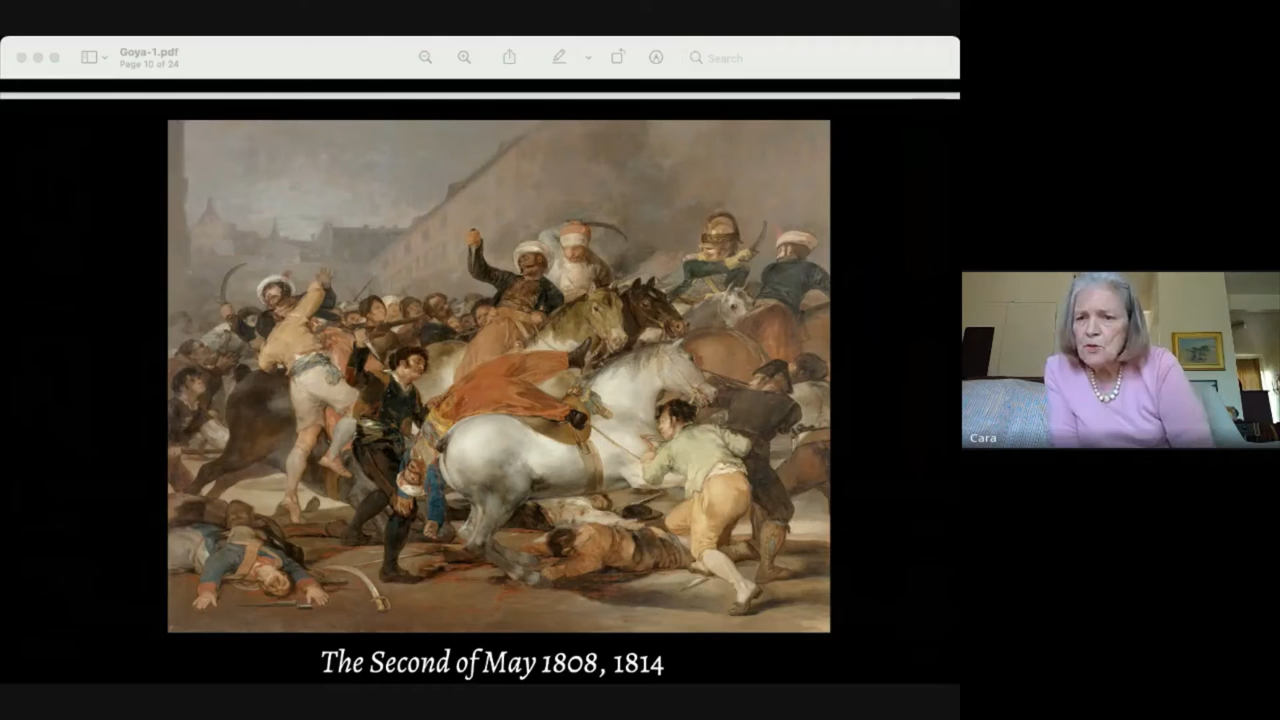 Goya-1.pdf
Page 10 of 24
Search
The Second of May 1808, 1814
Cara